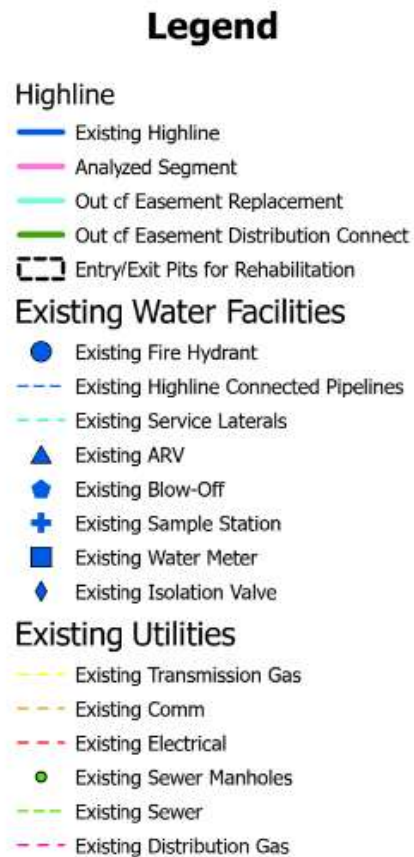 Legend
Highline
Existing Highline
Analyzed Segment
Out cf Easement Replacement
Out cf Easement Distribution Connect
Entry/Exit Pits for Rehabilitation
Existing Water Facilities
Existing Fire Hydrant
Existing Highline Connected Pipelines
Existing Service Laterals
Existing ARV
Existing Blow-Off
Existing Sample Station
Existing Water Meter
Existing Isolation Valve
Existing Utilities
Existing Transmission Gas
Existing Comm
Existing Electrical
Existing Sewer Manholes
Existing Sewer
Existing Distribution Gas